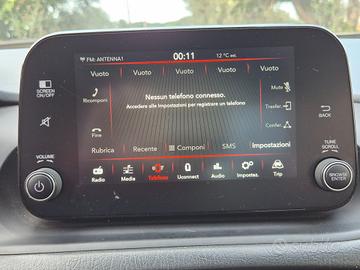 FM: ANTENNA1 00:11 12 °C est.
Vuoto Vuoto Vuoto Vuoto Vuoto
SCREEN ON/OFF
Nessun telefono connesso.
Accedere alle Impostazioni per registrare un telefono
Ricomponi
Mute
Trasfer.
BACK
Fine
Confer.
Rubrica Recente Componi SMS Impostazioni
VOLUME
TUNE SCROLL
Radio Media Telefono Uconnect Audio Impostaz. Trip
BROWSE ENTER